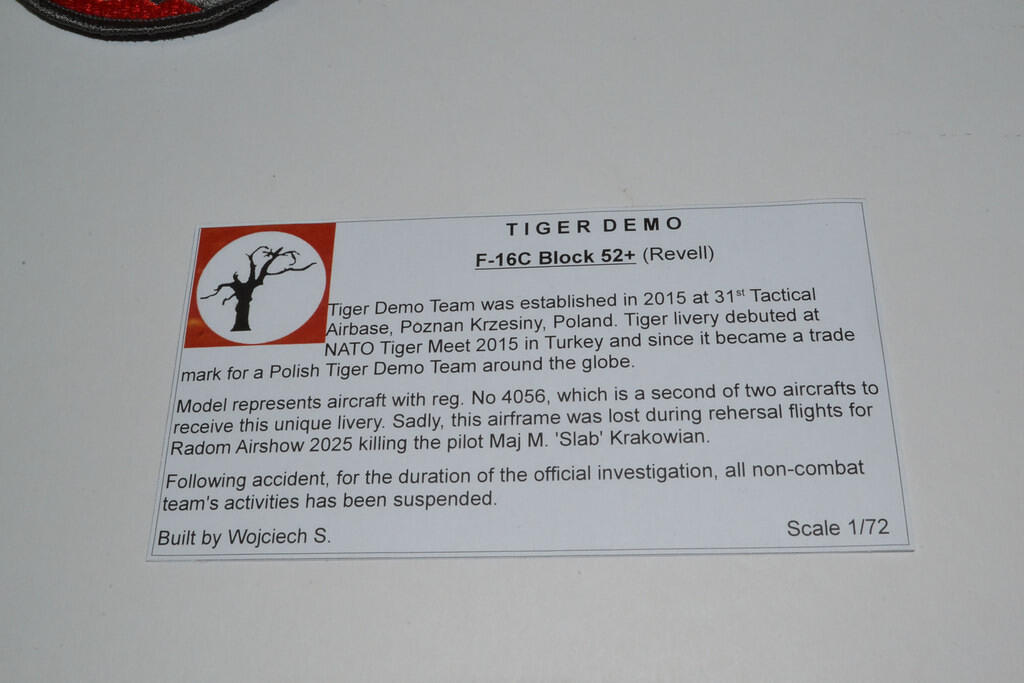 TIGER DEMO
F-16C Block 52+ (Revell)
Tiger Demo Team was established in 2015 at 31st Tactical
Airbase, Poznan Krzesiny, Poland. Tiger livery debuted at
NATO Tiger Meet 2015 in Turkey and since it became a trade
mark for a Polish Tiger Demo Team around the globe.
Model represents aircraft with reg. No 4056, which is a second of two aircrafts to
receive this unique livery. Sadly, this airframe was lost during rehersal flights for
Radom Airshow 2025 killing the pilot Maj M. 'Slab' Krakowian.
Following accident, for the duration of the official investigation, all non-combat
team's activities has been suspended.
Built by Wojciech S.
Scale 1/72